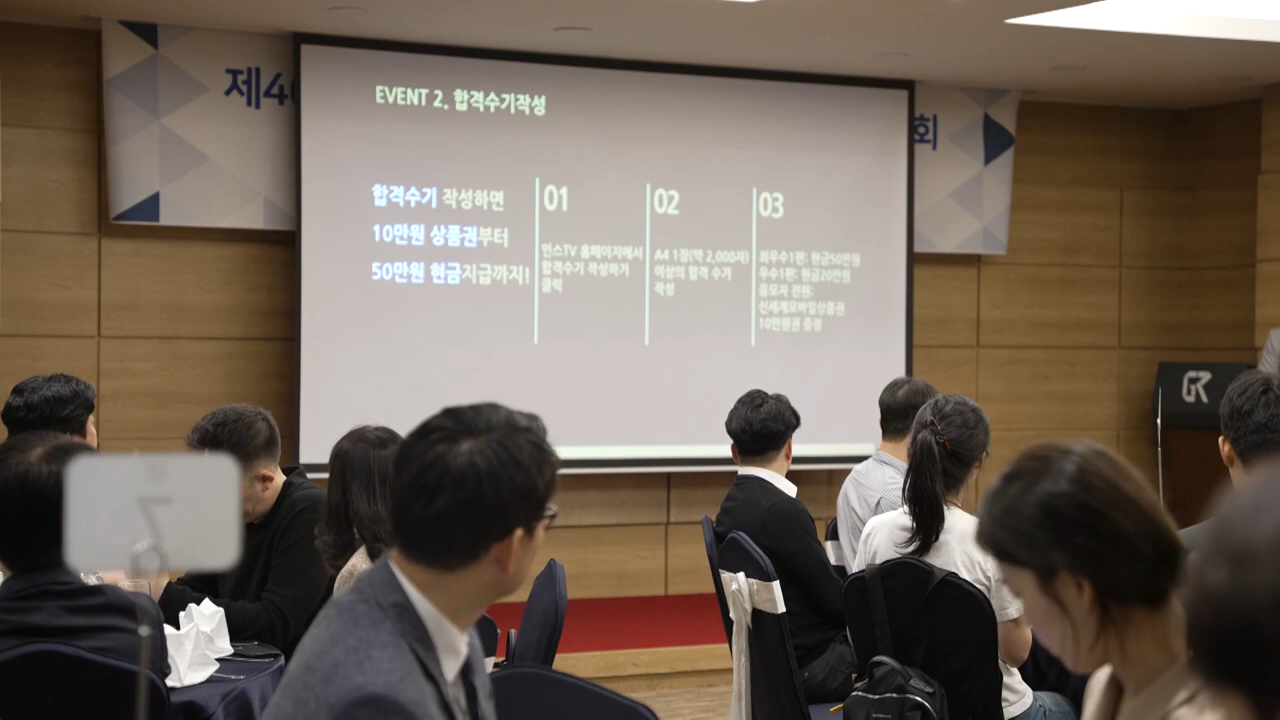 제4
회
EVENT 2. 합격수기작성
합격수기 작성하면
10만원 상품권부터
50만원 현금지급까지!
01
인스TV 홈페이지에서
합격수기 작성하기
클릭
02
A4 1장(약 2,000자)
이상의 합격 수기
작성
03
최우수1편: 현금50만원
우수1편: 현금20만원
응모자 전원:
신세계모바일상품권
10만원권 증정
GR
7